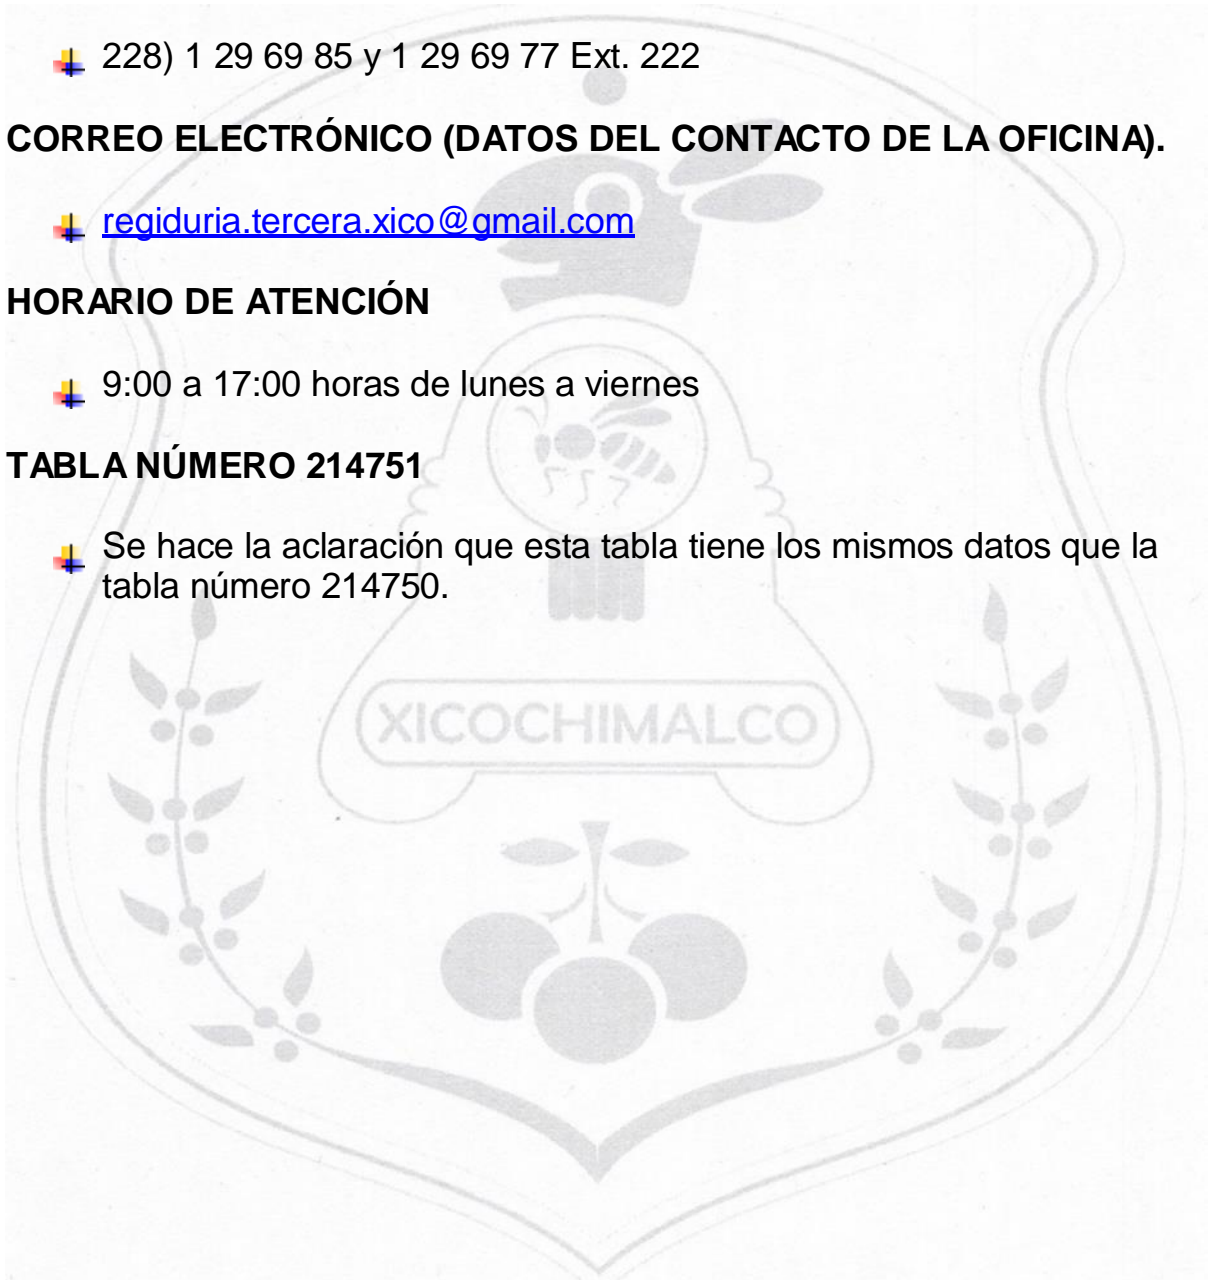 228) 1 29 69 85 y 1 29 69 77 Ext. 222
CORREO ELECTRÓNICO (DATOS DEL CONTACTO DE LA OFICINA).
regiduria.tercera.xico@gmail.com
HORARIO DE ATENCIÓN
9:00 a 17:00 horas de lunes a viernes
TABLA NÚMERO 214751
Se hace la aclaración que esta tabla tiene los mismos datos que la
tabla número 214750.
XICOCHIMALCO